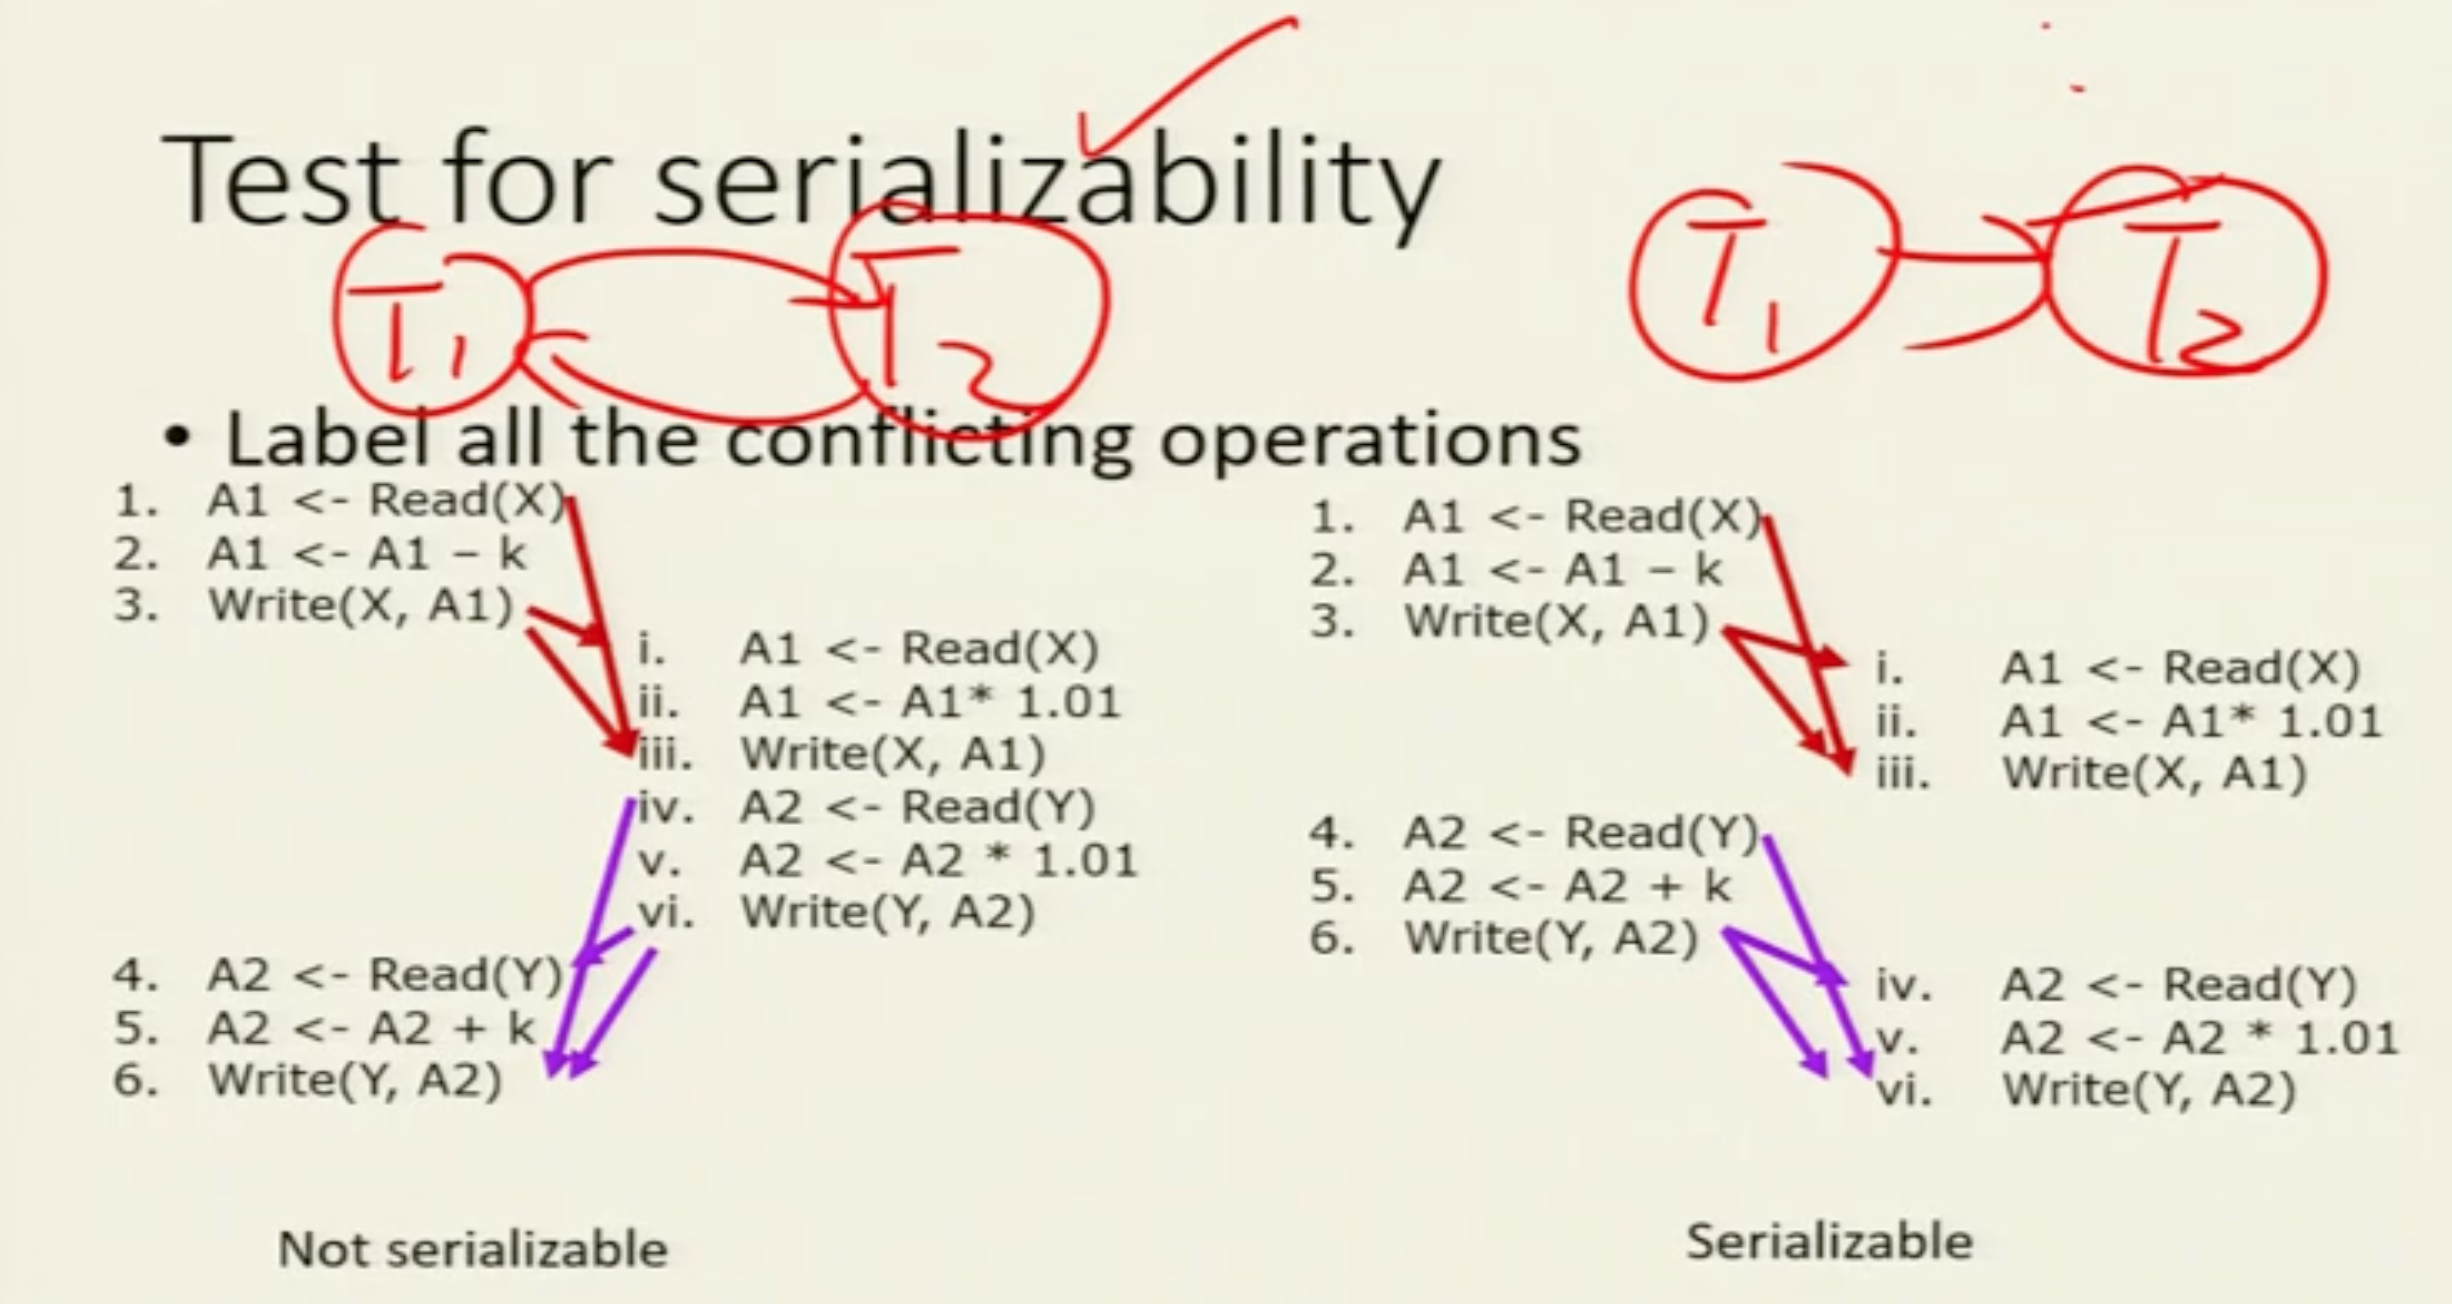 Test for serializability
T1 T2
T1 T2
• Label all the conflicting operations
1. A1 <- Read(X)
2. A1 <- A1 – k
3. Write(X, A1)
i. A1 <- Read(X)
ii. A1 <- A1* 1.01
iii. Write(X, A1)
iv. A2 <- Read(Y)
v. A2 <- A2 * 1.01
vi. Write(Y, A2)
4. A2 <- Read(Y)
5. A2 <- A2 + k
6. Write(Y, A2)
Not serializable
1. A1 <- Read(X)
2. A1 <- A1 – k
3. Write(X, A1)
i. A1 <- Read(X)
ii. A1 <- A1* 1.01
iii. Write(X, A1)
4. A2 <- Read(Y)
5. A2 <- A2 + k
6. Write(Y, A2)
iv. A2 <- Read(Y)
v. A2 <- A2 * 1.01
vi. Write(Y, A2)
Serializable